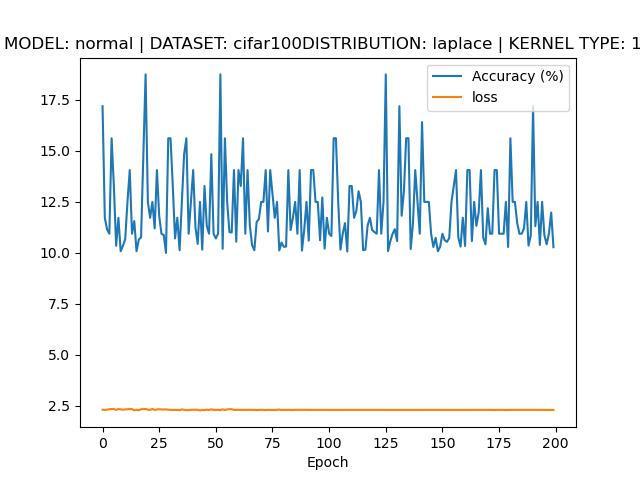 MODEL: normal | DATASET: cifar100DISTRIBUTION: laplace | KERNEL TYPE: 1
Accuracy (%)
loss
17.5
15.0
12.5
10.0
7.5
5.0
2.5
0 25 50 75 100 125 150 175 200
Epoch